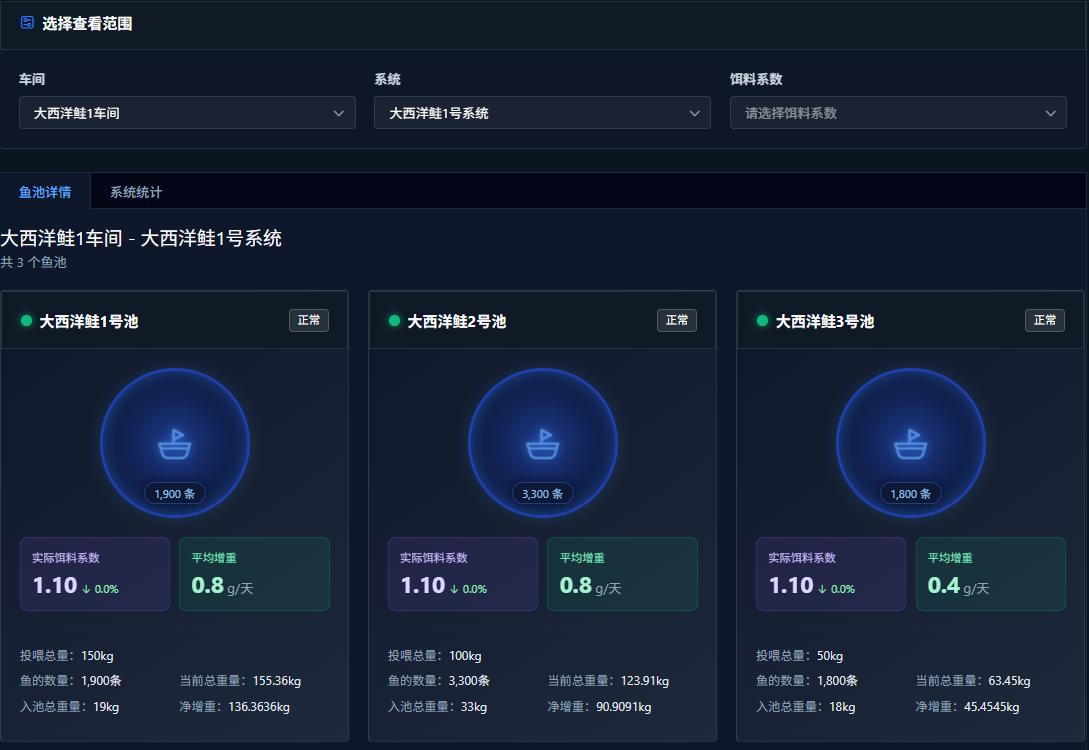 选择查看范围
车间 系统 饵料系数
大西洋鲑1车间 大西洋鲑1号系统 请选择饵料系数
鱼池详情 系统统计
大西洋鲑1车间 - 大西洋鲑1号系统
共 3 个鱼池
大西洋鲑1号池 正常
1,900 条
实际饵料系数 平均增重
1.10 ↓ 0.0% 0.8 g/天
投喂总量：150kg
鱼的数量：1,900条 当前总重量：155.36kg
入池总重量：19kg 净增重：136.3636kg
大西洋鲑2号池 正常
3,300 条
实际饵料系数 平均增重
1.10 ↓ 0.0% 0.8 g/天
投喂总量：100kg
鱼的数量：3,300条 当前总重量：123.91kg
入池总重量：33kg 净增重：90.9091kg
大西洋鲑3号池 正常
1,800 条
实际饵料系数 平均增重
1.10 ↓ 0.0% 0.4 g/天
投喂总量：50kg
鱼的数量：1,800条 当前总重量：63.45kg
入池总重量：18kg 净增重：45.4545kg